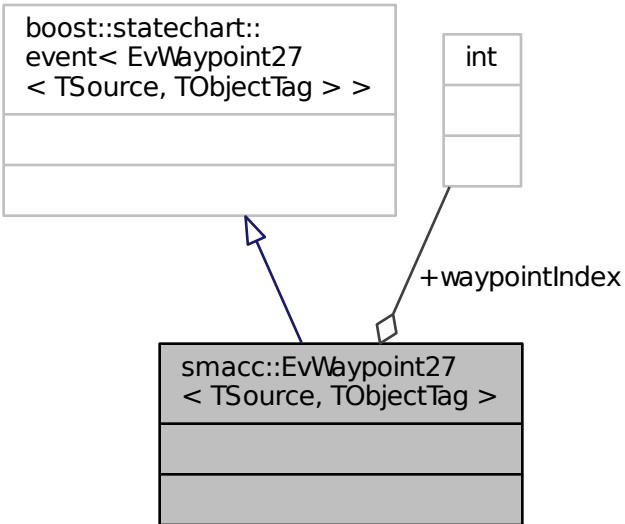 boost::statechart::
event< EvWaypoint27
< TSource, TObjectTag > >
int
+waypointIndex
smacc::EvWaypoint27
< TSource, TObjectTag >